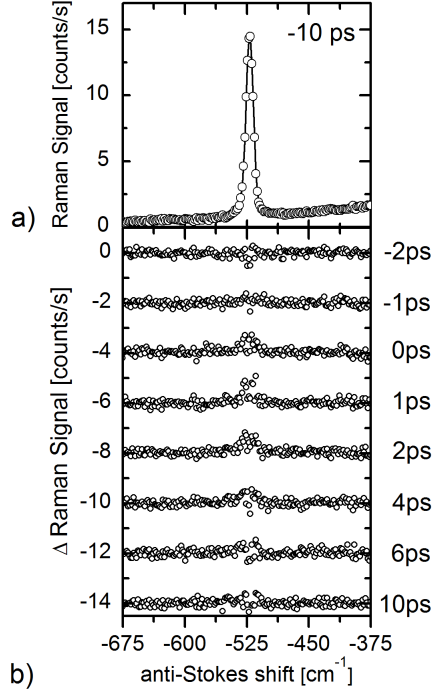 -10 ps
15
10
5
0
Raman Signal [counts/s]
a)
0
-2
-4
-6
-8
-10
-12
-14
Δ Raman Signal [counts/s]
-2ps
-1ps
0ps
1ps
2ps
4ps
6ps
10ps
-675 -600 -525 -450 -375
b)
anti-Stokes shift [cm⁻¹]